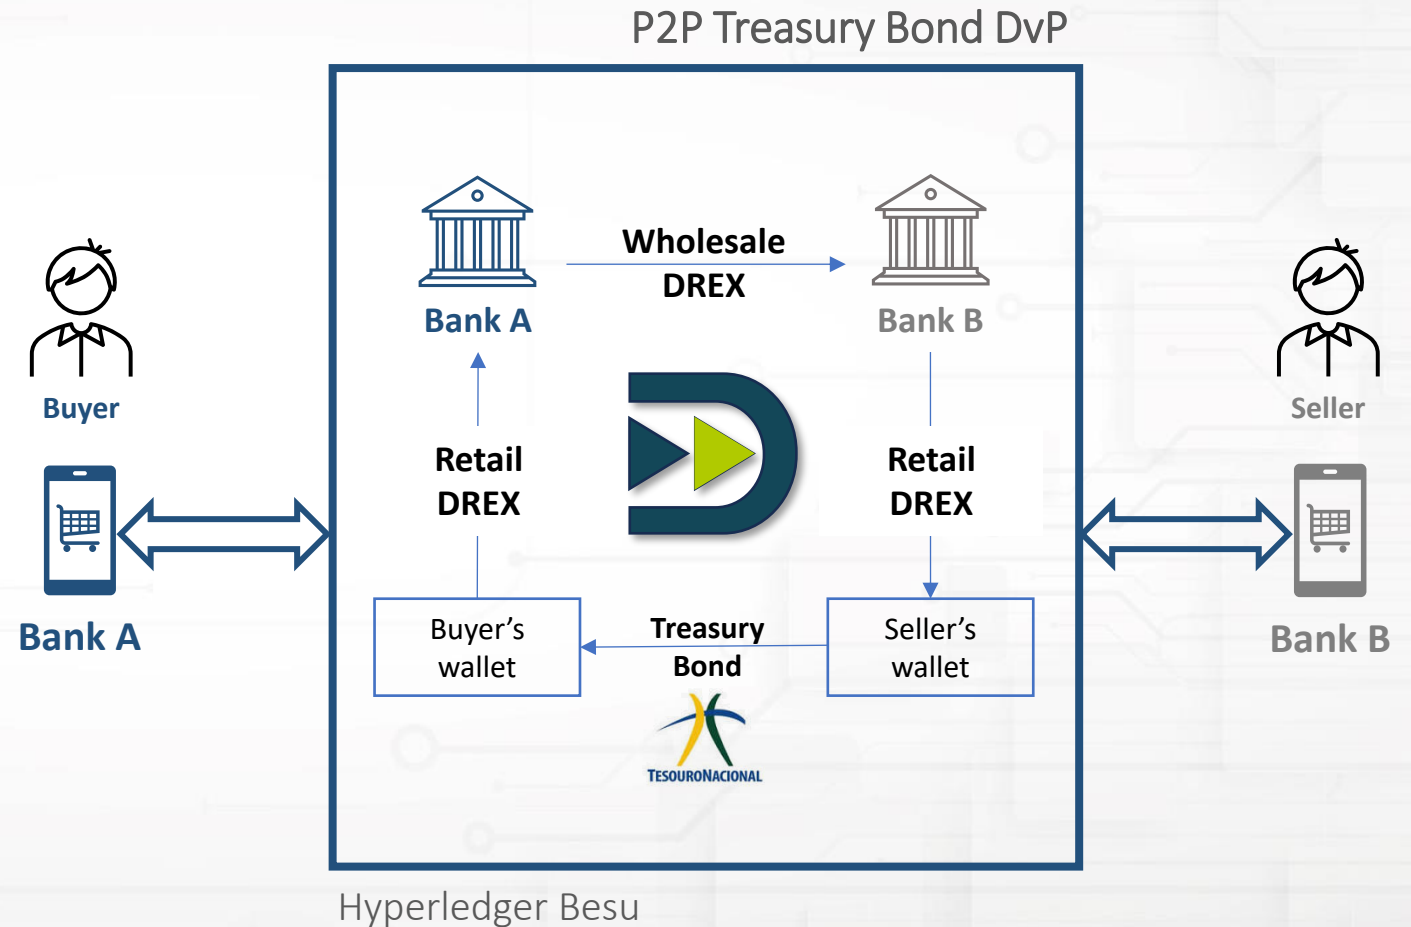 P2P Treasury Bond DvP
Wholesale
DREX
Bank A
Bank B
Buyer
Seller
Retail
DREX
Retail
DREX
Buyer's
wallet
Treasury
Bond
Seller's
wallet
Bank A
Bank B
TESOURONACIONAL
Hyperledger Besu